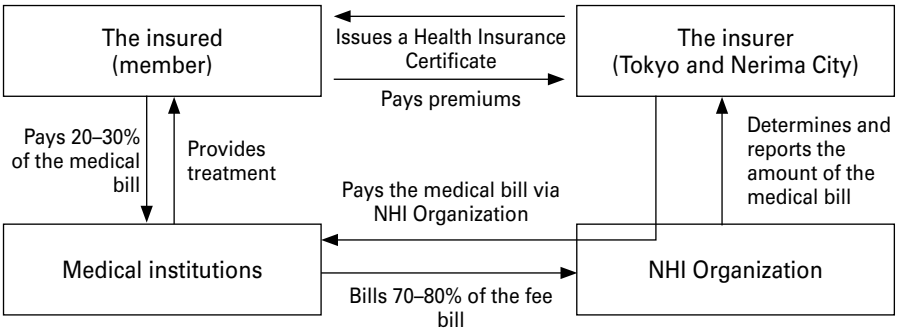 The insured
(member)
Issues a Health Insurance
Certificate
Pays premiums
The insurer
(Tokyo and Nerima City)
Pays 20–30%
of the medical
bill
Provides
treatment
Pays the medical bill via
NHI Organization
Determines and
reports the
amount of the
medical bill
Medical institutions
Bills 70–80% of the fee
bill
NHI Organization